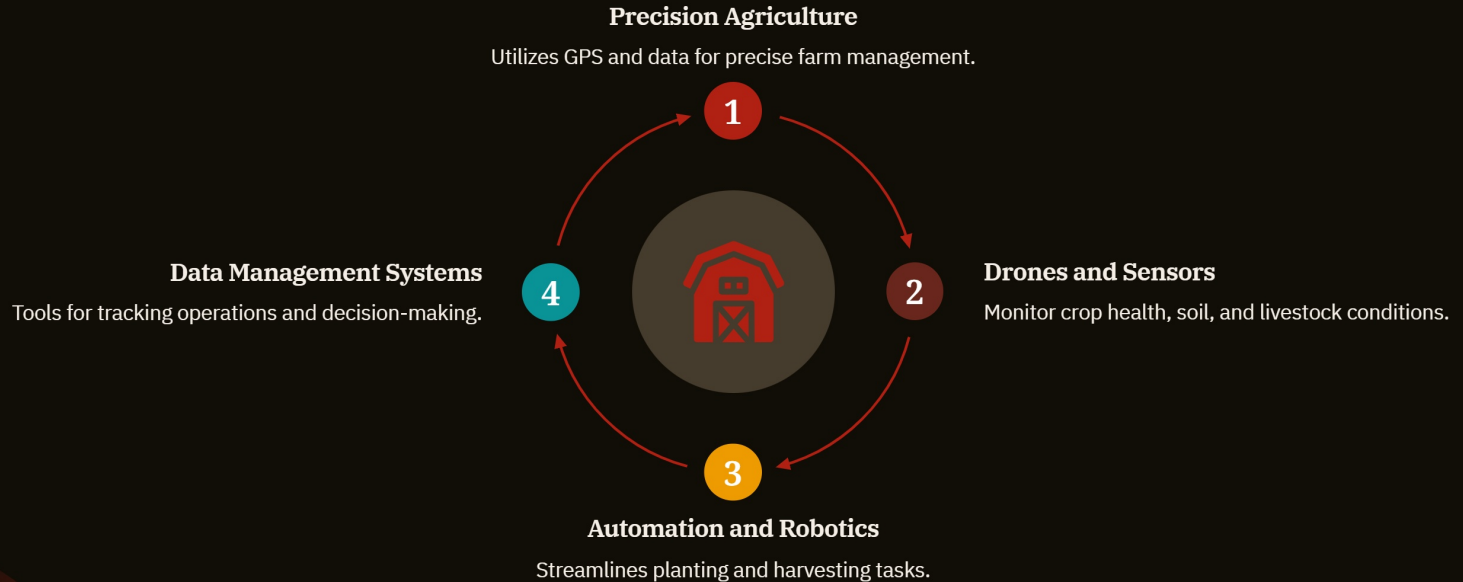 Precision Agriculture
Utilizes GPS and data for precise farm management.
1
Data Management Systems
Tools for tracking operations and decision-making.
4
2
Drones and Sensors
Monitor crop health, soil, and livestock conditions.
3
Automation and Robotics
Streamlines planting and harvesting tasks.